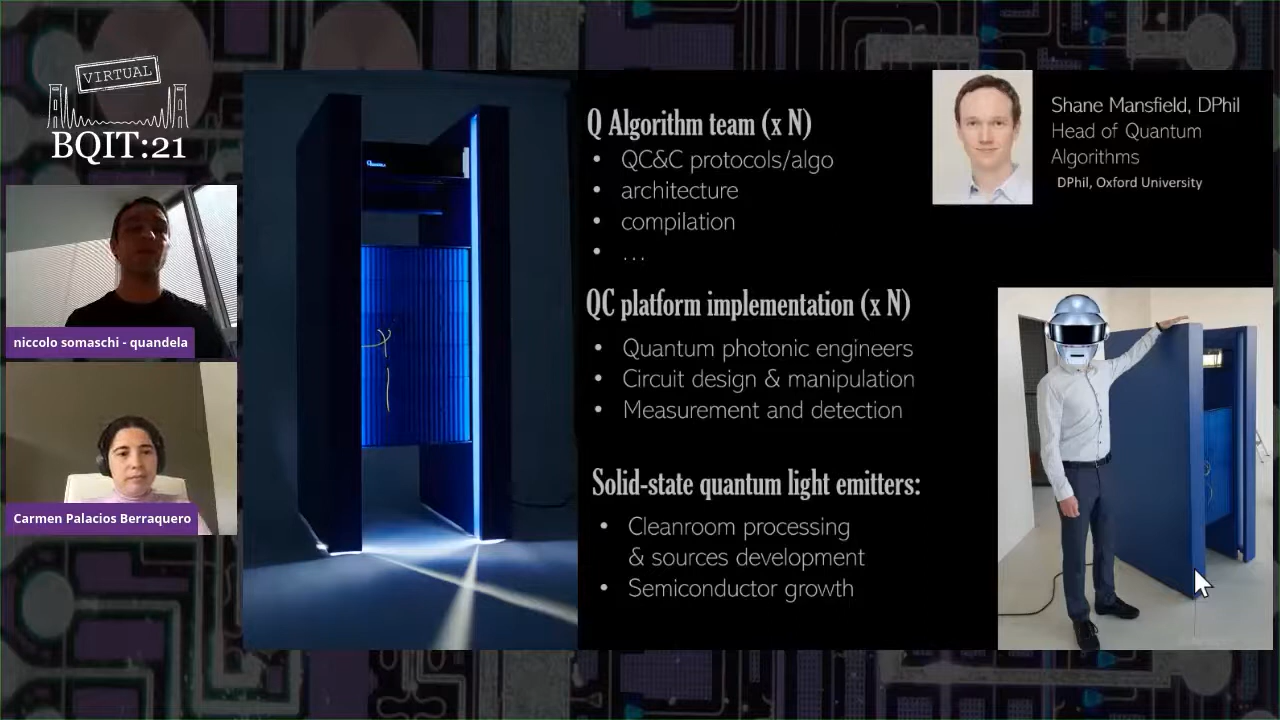 VIRTUAL
BQIT:21
niccolo somaschi - quandela
Carmen Palacios Berraquero
Q Algorithm team (x N)
• QC&C protocols/algo
• architecture
• compilation
• ...
QC platform implementation (x N)
• Quantum photonic engineers
• Circuit design & manipulation
• Measurement and detection
Solid-state quantum light emitters:
• Cleanroom processing
& sources development
• Semiconductor growth
Shane Mansfield, DPhil
Head of Quantum
Algorithms
DPhil, Oxford University